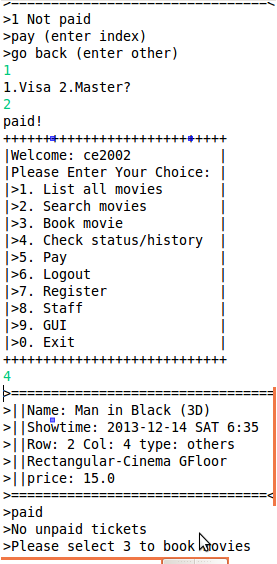 >================================<
>1 Not paid
>pay (enter index)
>go back (enter other)
1
1.Visa 2.Master?
2
paid!
+++++++++++++++++++++++++++++
|Welcome: ce2002            |
|Please Enter Your Choice: |
|>1. List all movies        |
|>2. Search movies          |
|>3. Book movie             |
|>4. Check status/history  |
|>5. Pay                    |
|>6. Logout                 |
|>7. Register               |
|>8. Staff                  |
|>9. GUI                    |
|>0. Exit                   |
+++++++++++++++++++++++++++++
4
>================================
>||Name: Man in Black (3D)
>||Showtime: 2013-12-14 SAT 6:35
>||Row: 2 Col: 4 type: others
>||Rectangular-Cinema GFloor
>||price: 15.0
>================================<
>paid
>No unpaid tickets
>Please select 3 to book movies